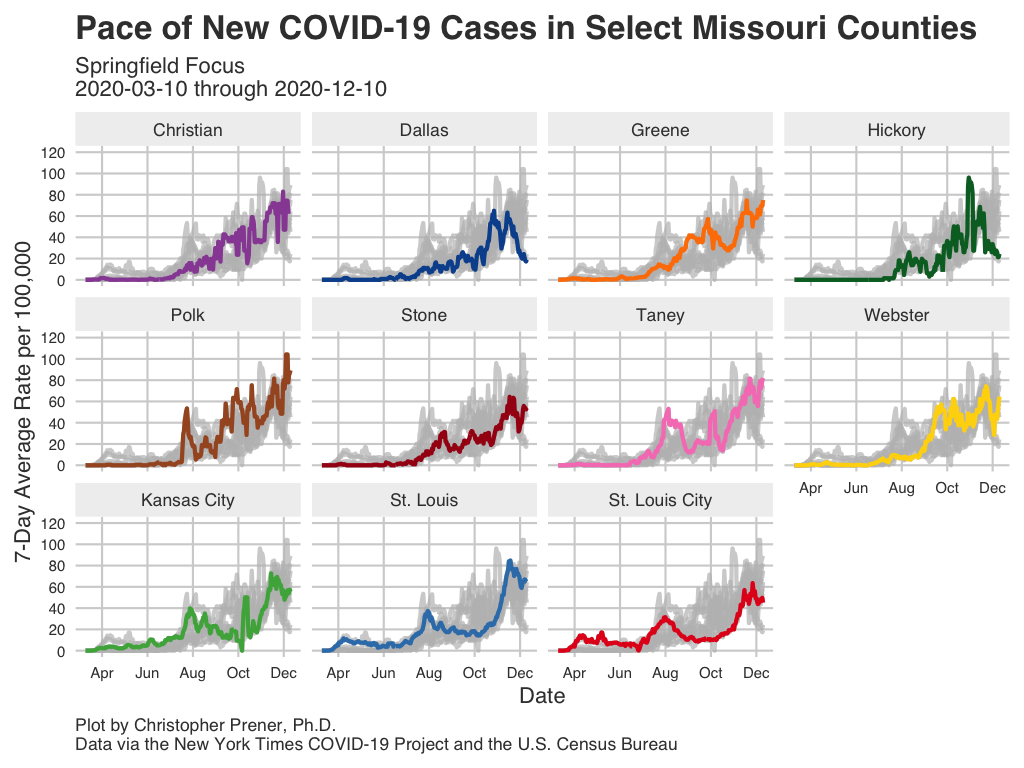 Pace of New COVID-19 Cases in Select Missouri Counties
Springfield Focus
2020-03-10 through 2020-12-10
Christian Dallas Greene Hickory
120
100
80
60
40
20
0
Polk Stone Taney Webster
120
100
80
60
40
20
0
Apr Jun Aug Oct Dec
Kansas City St. Louis St. Louis City
120
100
80
60
40
20
0
Apr Jun Aug Oct Dec Apr Jun Aug Oct Dec Apr Jun Aug Oct Dec
7-Day Average Rate per 100,000
Date
Plot by Christopher Prener, Ph.D.
Data via the New York Times COVID-19 Project and the U.S. Census Bureau